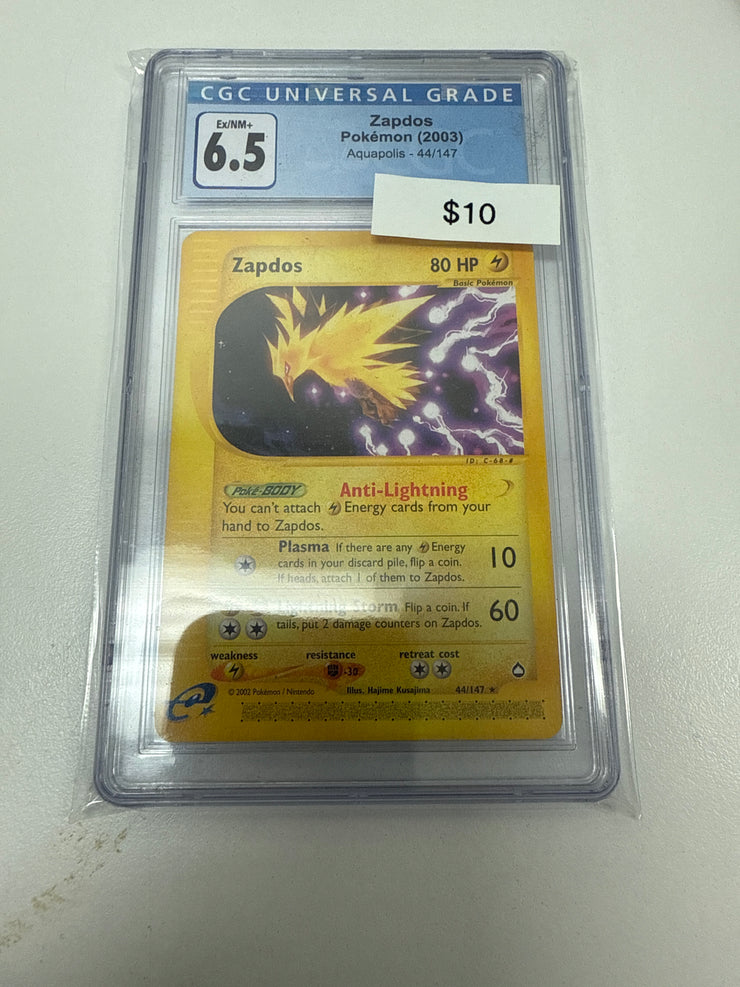 CGC UNIVERSAL GRADE
Ex/NM+
6.5
Zapdos
Pokémon (2003)
Aquapolis - 44/147
$10
Zapdos
80 HP
Basic Pokémon
ID: C-68-#
Poké-BODY
Anti-Lightning
You can't attach Energy cards from your
hand to Zapdos.
Plasma If there are any Energy
cards in your discard pile, flip a coin.
If heads, attach 1 of them to Zapdos.
10
Lightning Storm Flip a coin. If
tails, put 2 damage counters on Zapdos.
60
weakness
resistance
retreat cost
-30
© 2002 Pokémon / Nintendo
Illus. Hajime Kusajima
44/147 ★